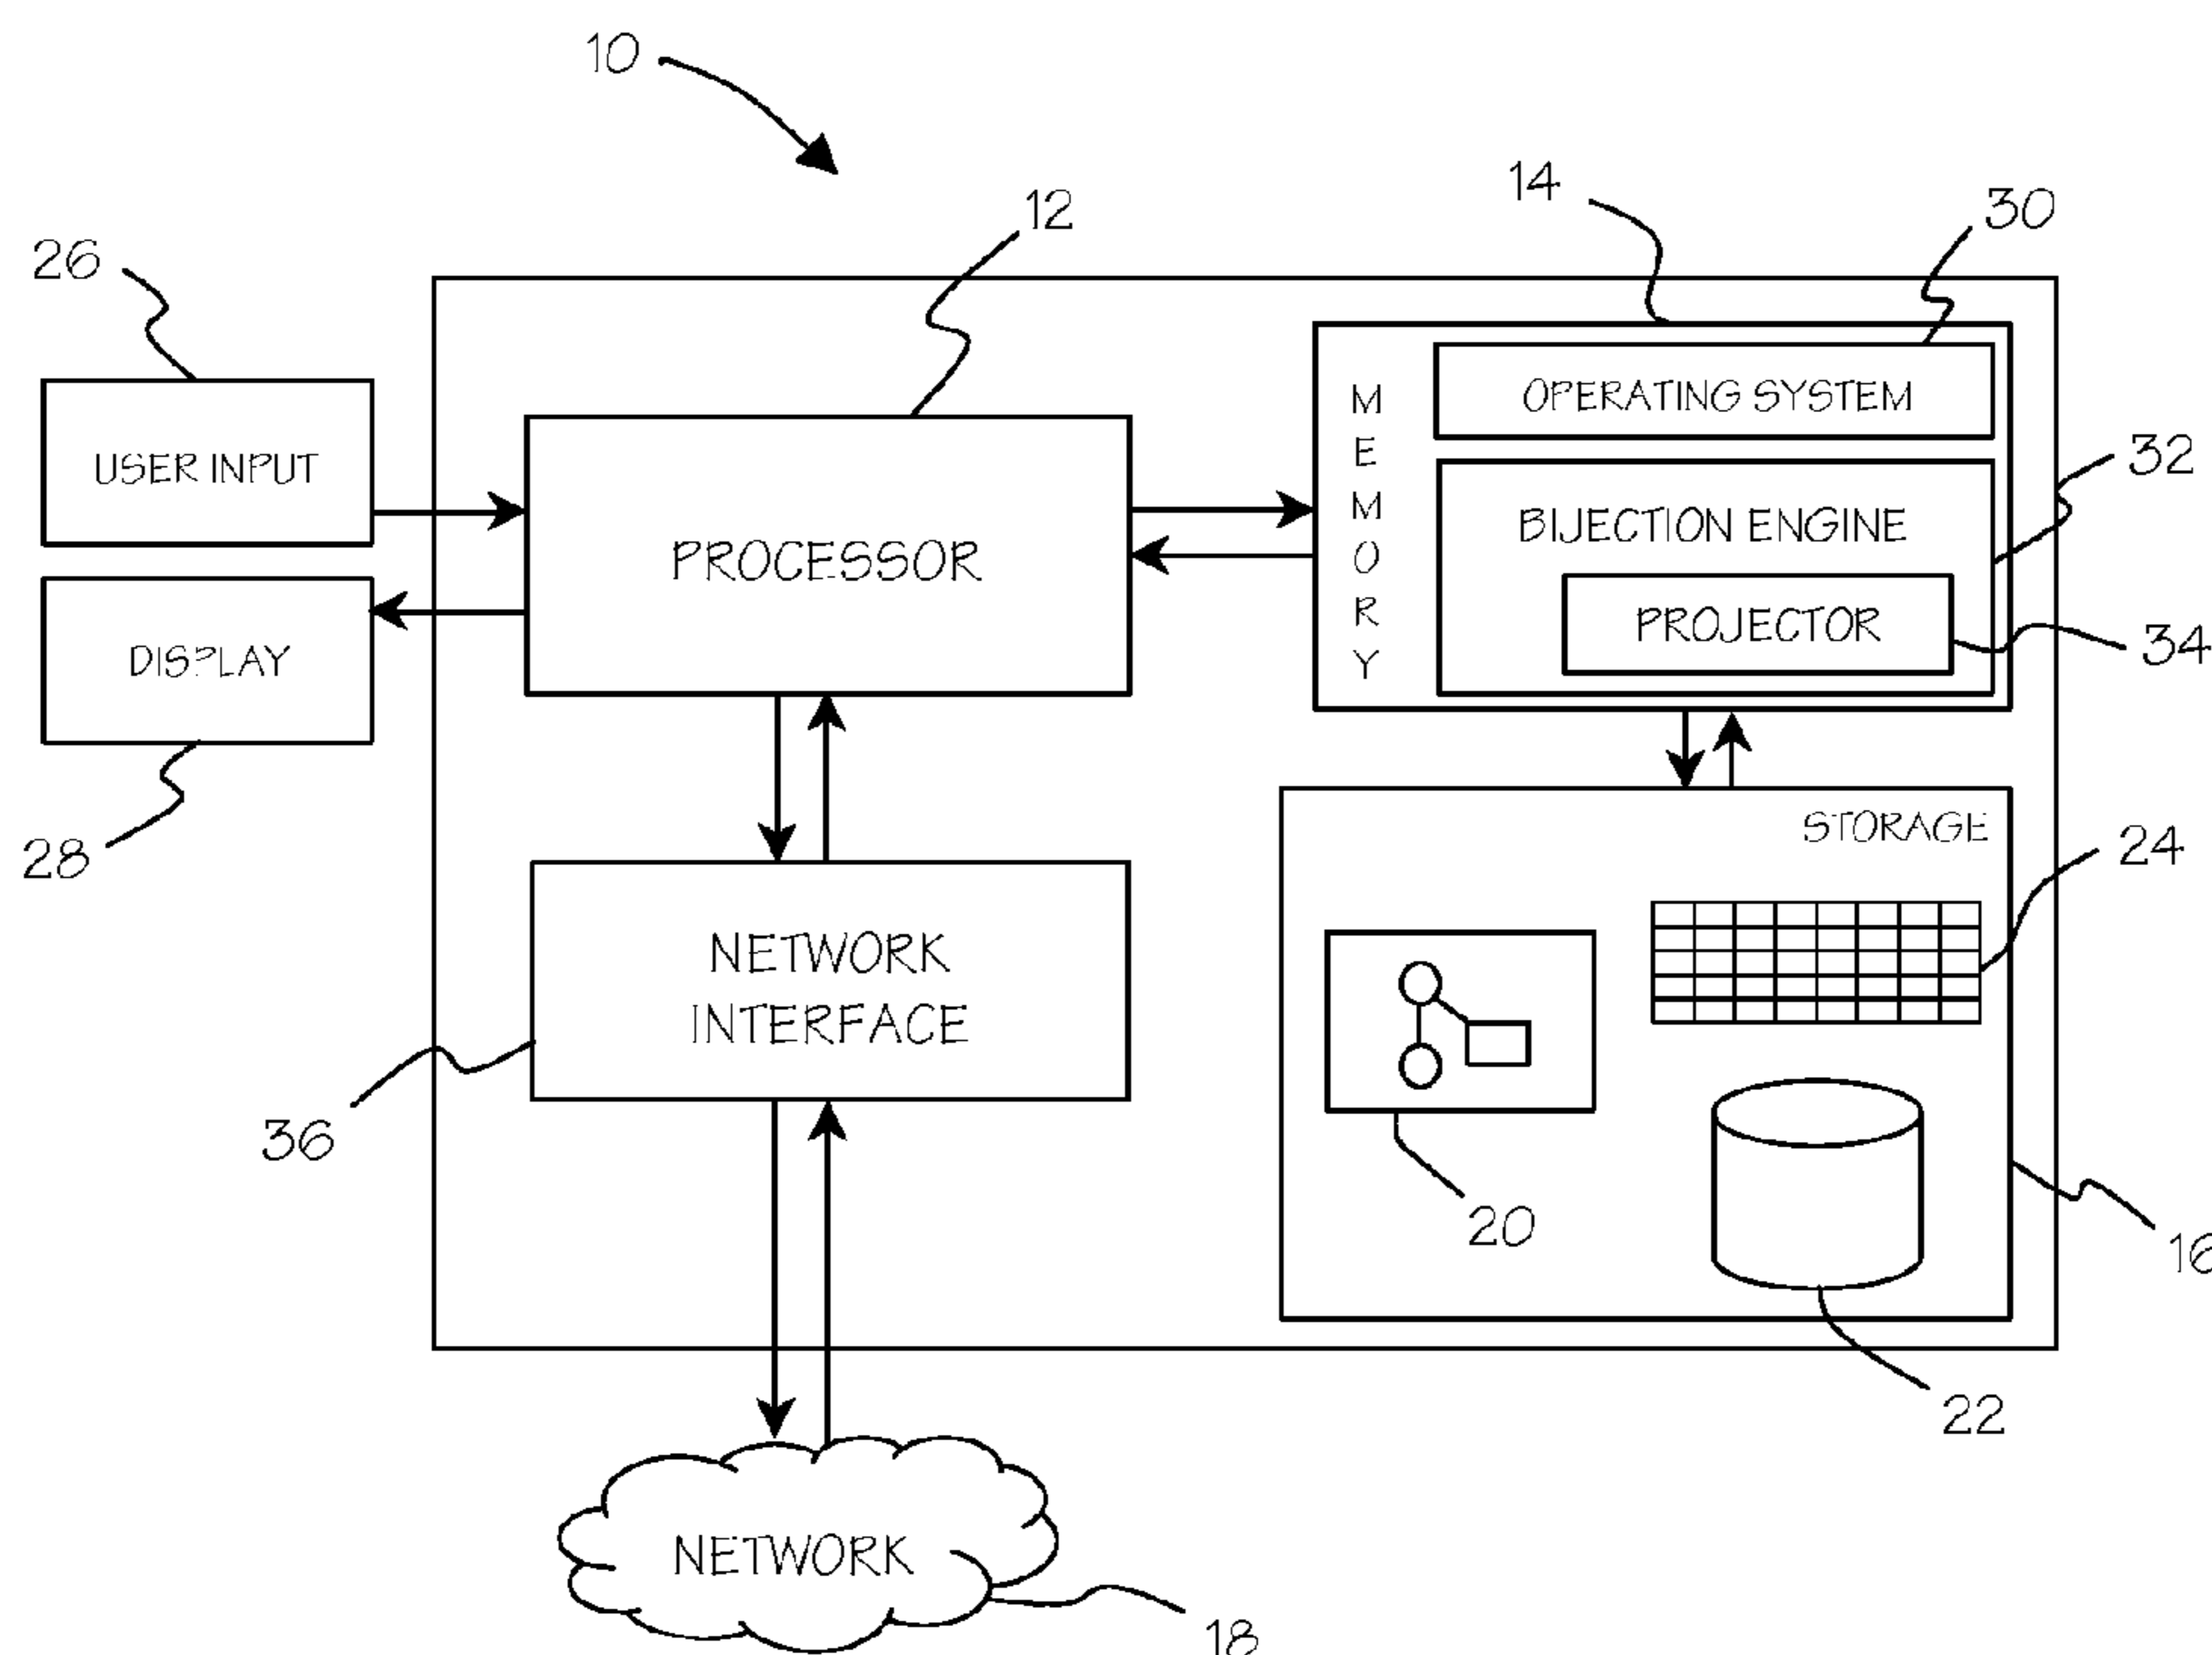 10
12
14
30
26
USER INPUT
DISPLAY
28
PROCESSOR
MEMORY
OPERATING SYSTEM
BIJECTION ENGINE
PROJECTOR
32
34
NETWORK
INTERFACE
36
STORAGE
24
20
16
22
NETWORK
18